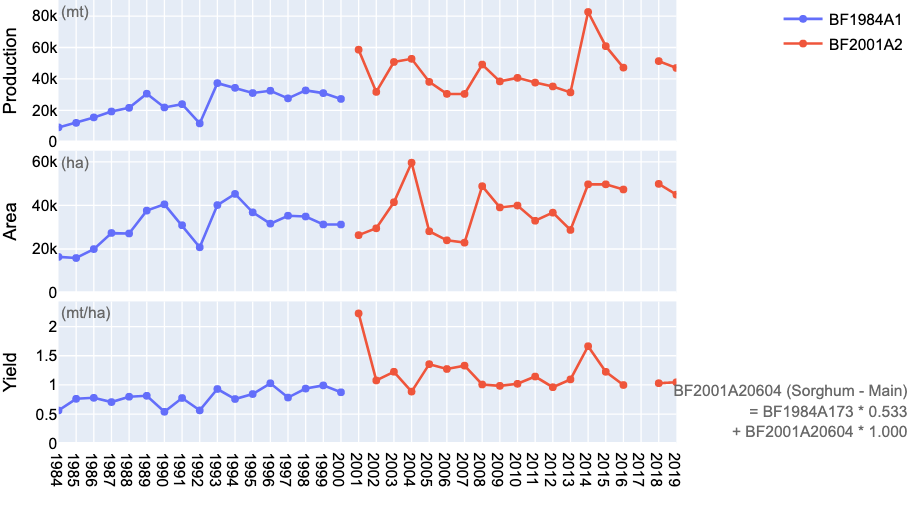 (mt)
80k
60k
40k
20k
0
Production
BF1984A1
BF2001A2
(ha)
60k
40k
20k
0
Area
(mt/ha)
2
1.5
1
0.5
0
Yield
BF2001A20604 (Sorghum - Main)
= BF1984A173 * 0.533
+ BF2001A20604 * 1.000
1984
1985
1986
1987
1988
1989
1990
1991
1992
1993
1994
1995
1996
1997
1998
1999
2000
2001
2002
2003
2004
2005
2006
2007
2008
2009
2010
2011
2012
2013
2014
2015
2016
2017
2018
2019